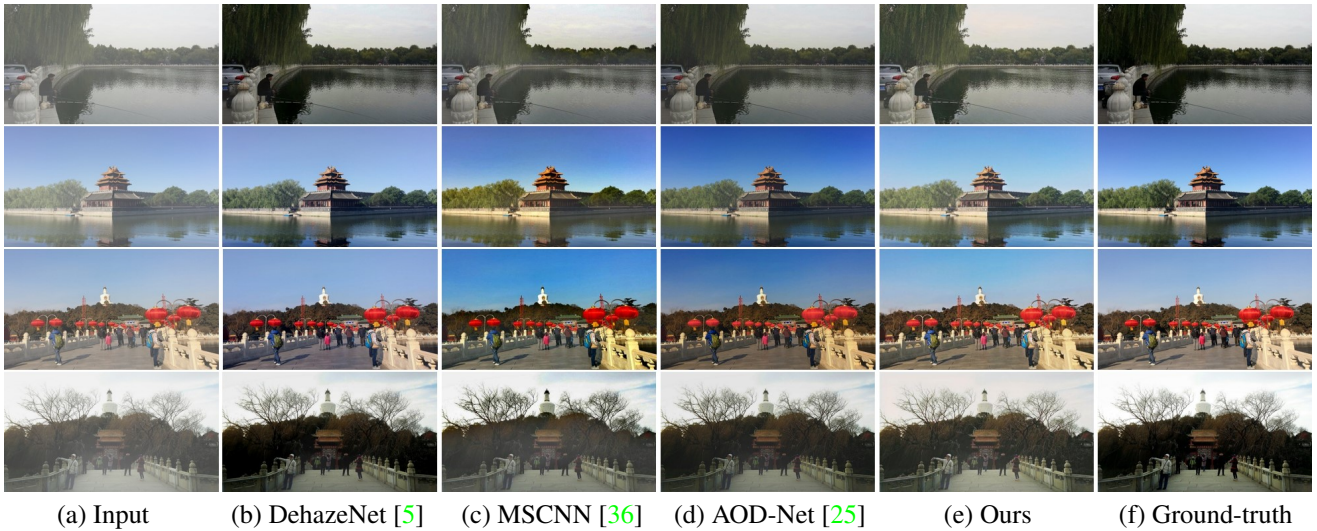 (a) Input
(b) DehazeNet [5]
(c) MSCNN [36]
(d) AOD-Net [25]
(e) Ours
(f) Ground-truth